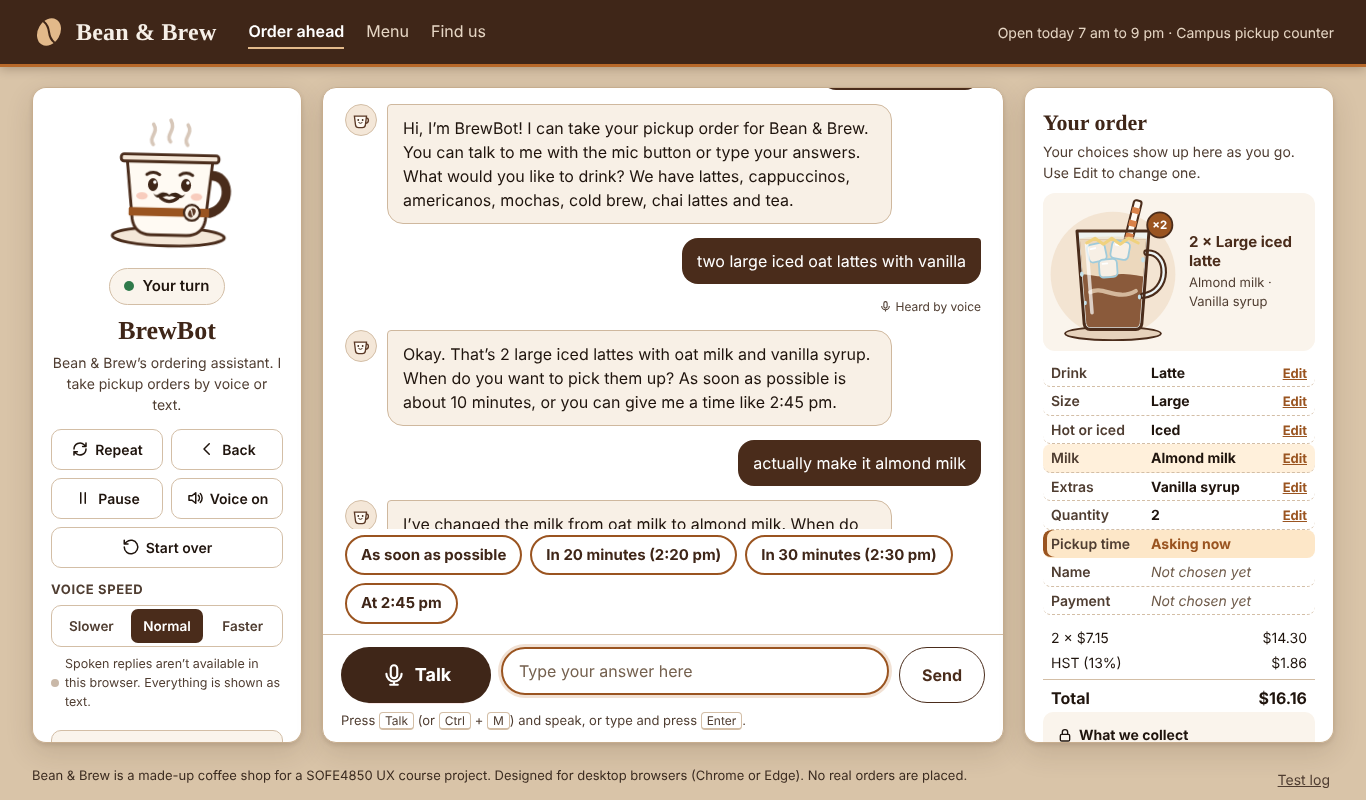 Bean & Brew
Order ahead
Menu
Find us
Open today 7 am to 9 pm · Campus pickup counter
Your turn
BrewBot
Bean & Brew’s ordering assistant. I
take pickup orders by voice or
text.
Repeat
Back
Pause
Voice on
Start over
VOICE SPEED
Slower
Normal
Faster
Spoken replies aren’t available in
this browser. Everything is shown as
text.
Hi, I’m BrewBot! I can take your pickup order for Bean & Brew.
You can talk to me with the mic button or type your answers.
What would you like to drink? We have lattes, cappuccinos,
americanos, mochas, cold brew, chai lattes and tea.
two large iced oat lattes with vanilla
Heard by voice
Okay. That’s 2 large iced lattes with oat milk and vanilla syrup.
When do you want to pick them up? As soon as possible is
about 10 minutes, or you can give me a time like 2:45 pm.
actually make it almond milk
I’ve changed the milk from oat milk to almond milk. When do
As soon as possible
In 20 minutes (2:20 pm)
In 30 minutes (2:30 pm)
At 2:45 pm
Talk
Type your answer here
Send
Press Talk (or Ctrl + M) and speak, or type and press Enter.
Your order
Your choices show up here as you go.
Use Edit to change one.
×2
2 × Large iced
latte
Almond milk ·
Vanilla syrup
Drink Latte Edit
Size Large Edit
Hot or iced Iced Edit
Milk Almond milk Edit
Extras Vanilla syrup Edit
Quantity 2 Edit
Pickup time Asking now
Name Not chosen yet
Payment Not chosen yet
2 × $7.15 $14.30
HST (13%) $1.86
Total $16.16
What we collect
Bean & Brew is a made-up coffee shop for a SOFE4850 UX course project. Designed for desktop browsers (Chrome or Edge). No real orders are placed.
Test log